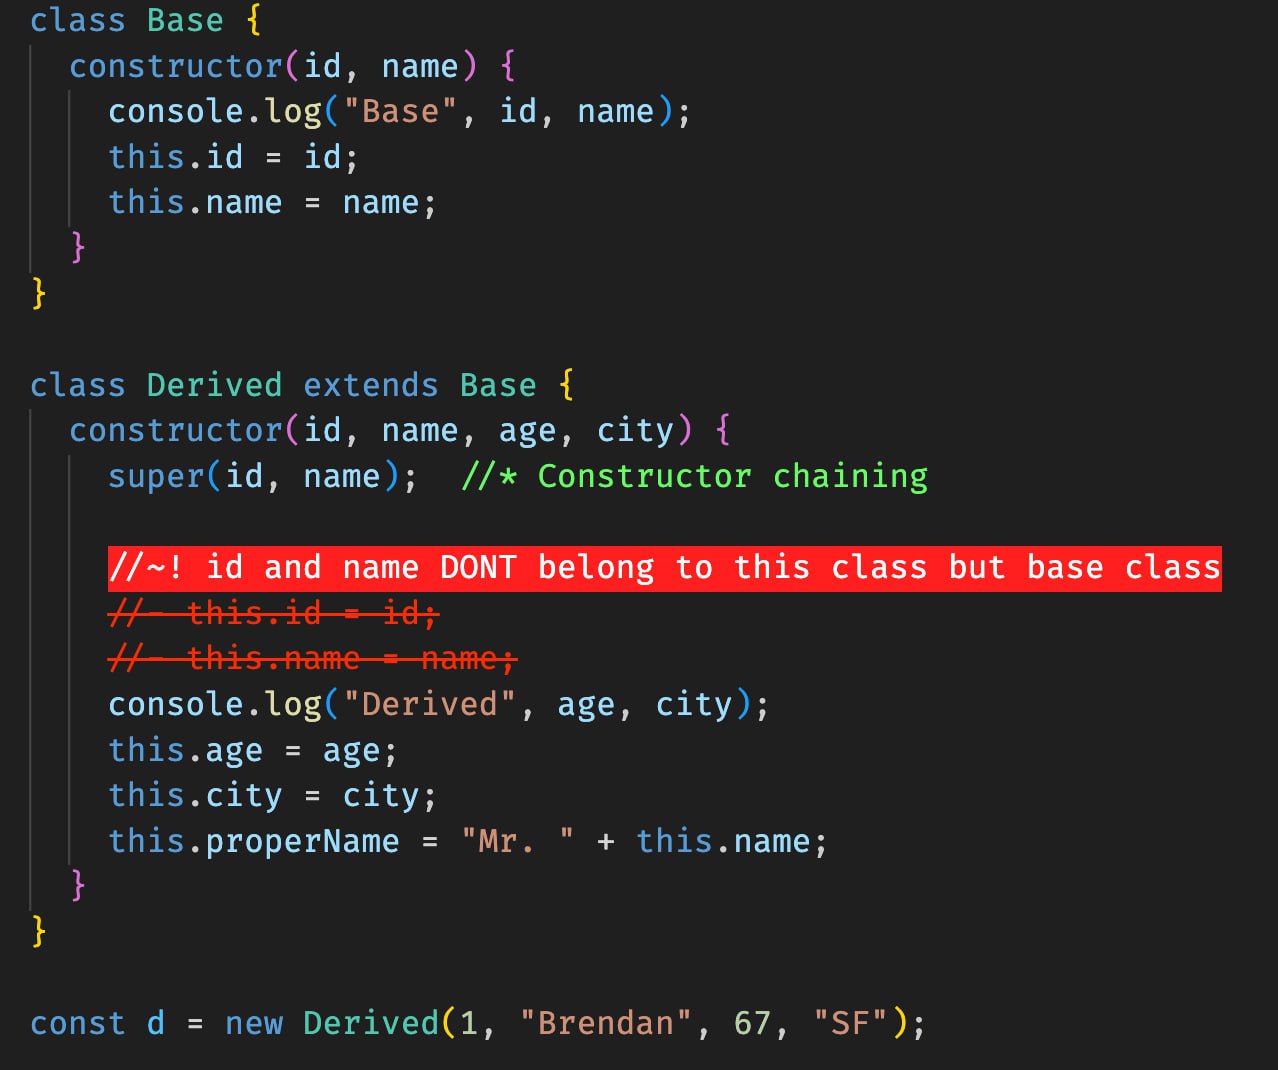 class Base {
constructor(id, name) {
console.log("Base", id, name);
this.id = id;
this.name = name;
}
}
class Derived extends Base {
constructor(id, name, age, city) {
super(id, name);  //* Constructor chaining
//~! id and name DONT belong to this class but base class
//- this.id = id;
//- this.name = name;
console.log("Derived", age, city);
this.age = age;
this.city = city;
this.properName = "Mr. " + this.name;
}
}
const d = new Derived(1, "Brendan", 67, "SF");